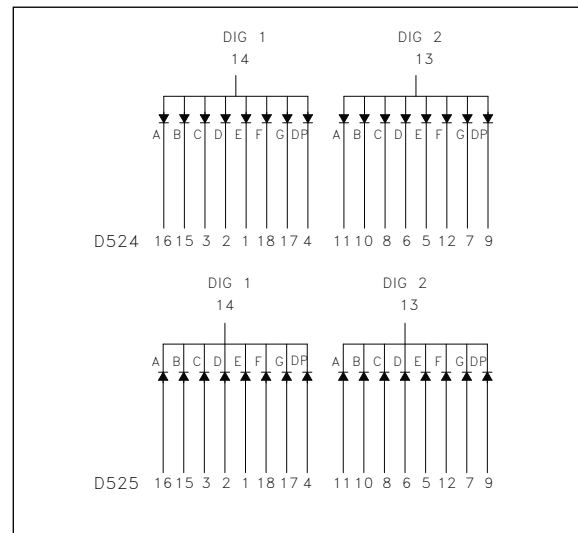 DIG 1 DIG 2
14 13
A B C D E F G DP A B C D E F G DP
D524 16 15 3 2 1 18 17 4 11 10 8 6 5 12 7 9
DIG 1 DIG 2
14 13
A B C D E F G DP A B C D E F G DP
D525 16 15 3 2 1 18 17 4 11 10 8 6 5 12 7 9